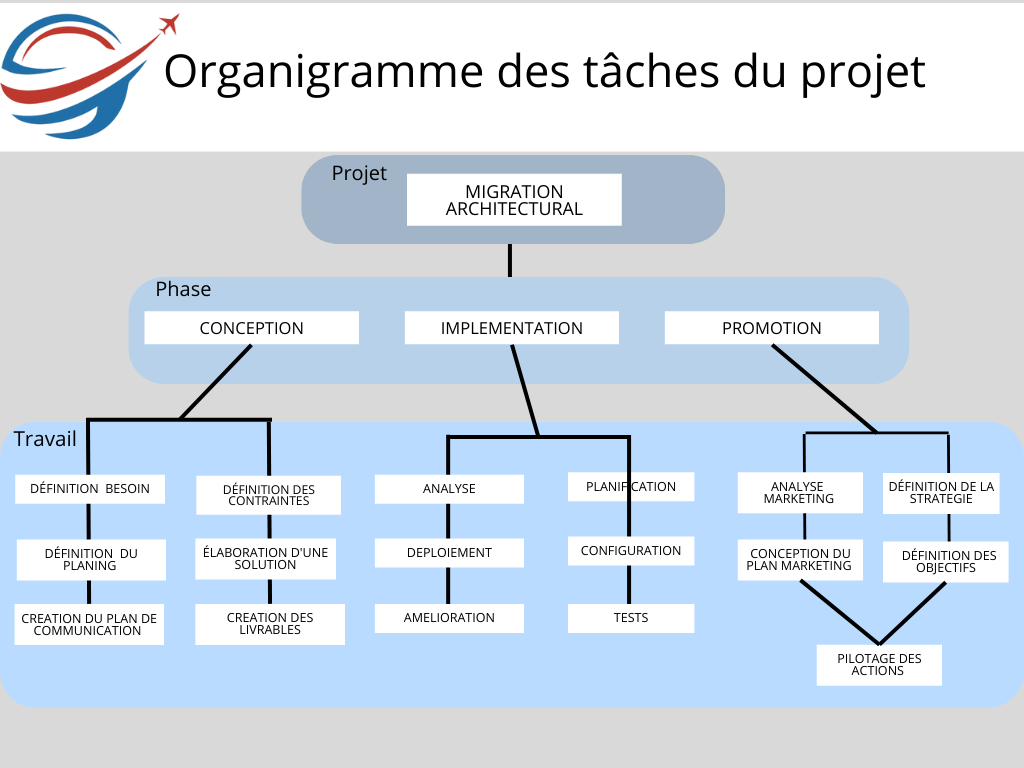 Organigramme des tâches du projet
Projet
MIGRATION
ARCHITECTURAL
Phase
CONCEPTION
IMPLEMENTATION
PROMOTION
Travail
DÉFINITION BESOIN
DÉFINITION DU
PLANING
CREATION DU PLAN DE
COMMUNICATION
DÉFINITION DES
CONTRAINTES
ÉLABORATION D'UNE
SOLUTION
CREATION DES
LIVRABLES
ANALYSE
DEPLOIEMENT
AMELIORATION
PLANIFICATION
CONFIGURATION
TESTS
ANALYSE
MARKETING
CONCEPTION DU
PLAN MARKETING
DÉFINITION DE LA
STRATEGIE
DÉFINITION DES
OBJECTIFS
PILOTAGE DES
ACTIONS